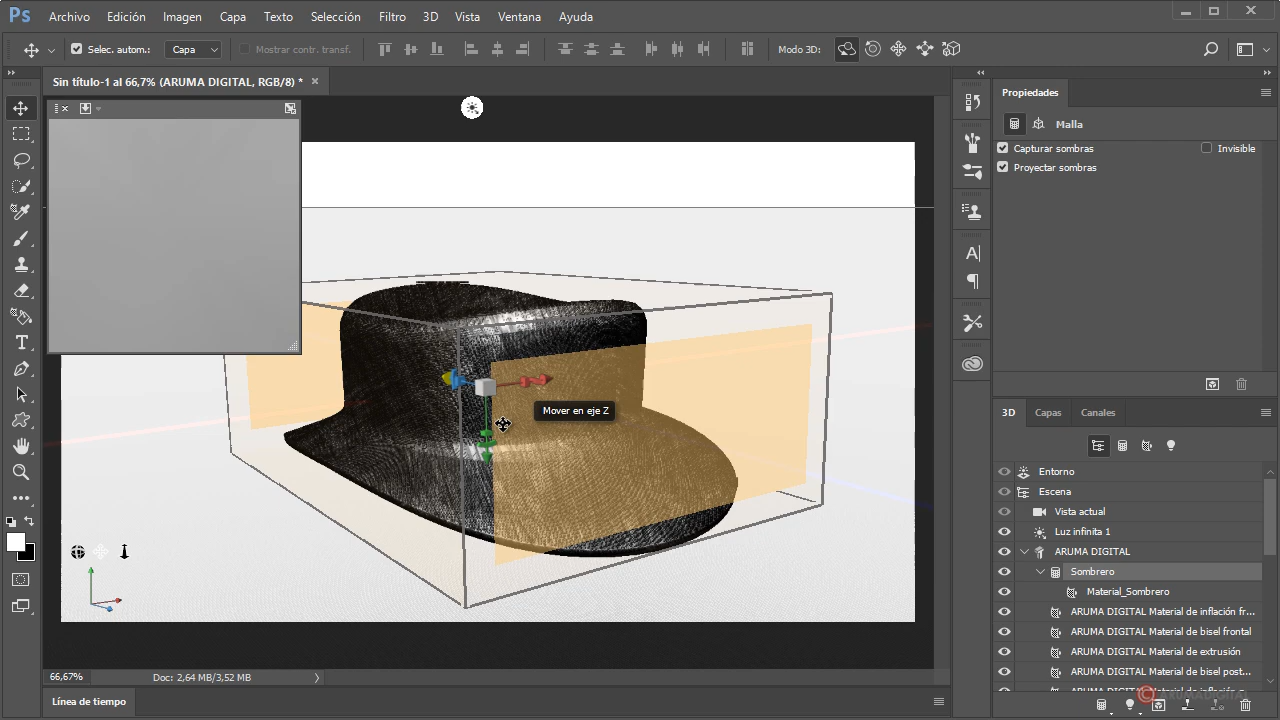 Ps Archivo Edición Imagen Capa Texto Selección Filtro 3D Vista Ventana Ayuda
Selec. autom.: Capa Mostrar contr. transf. Modo 3D:
Sin título-1 al 66,7% (ARUMA DIGITAL, RGB/8) * ×
Propiedades
Malla
Capturar sombras Invisible
Proyectar sombras
Mover en eje Z
3D Capas Canales
Entorno
Escena
Vista actual
Luz infinita 1
ARUMA DIGITAL
Sombrero
Material_Sombrero
ARUMA DIGITAL Material de inflación fr...
ARUMA DIGITAL Material de bisel frontal
ARUMA DIGITAL Material de extrusión
ARUMA DIGITAL Material de bisel post...
66,67% Doc: 2,64 MB/3,52 MB
© ARUMADIGITAL
Línea de tiempo